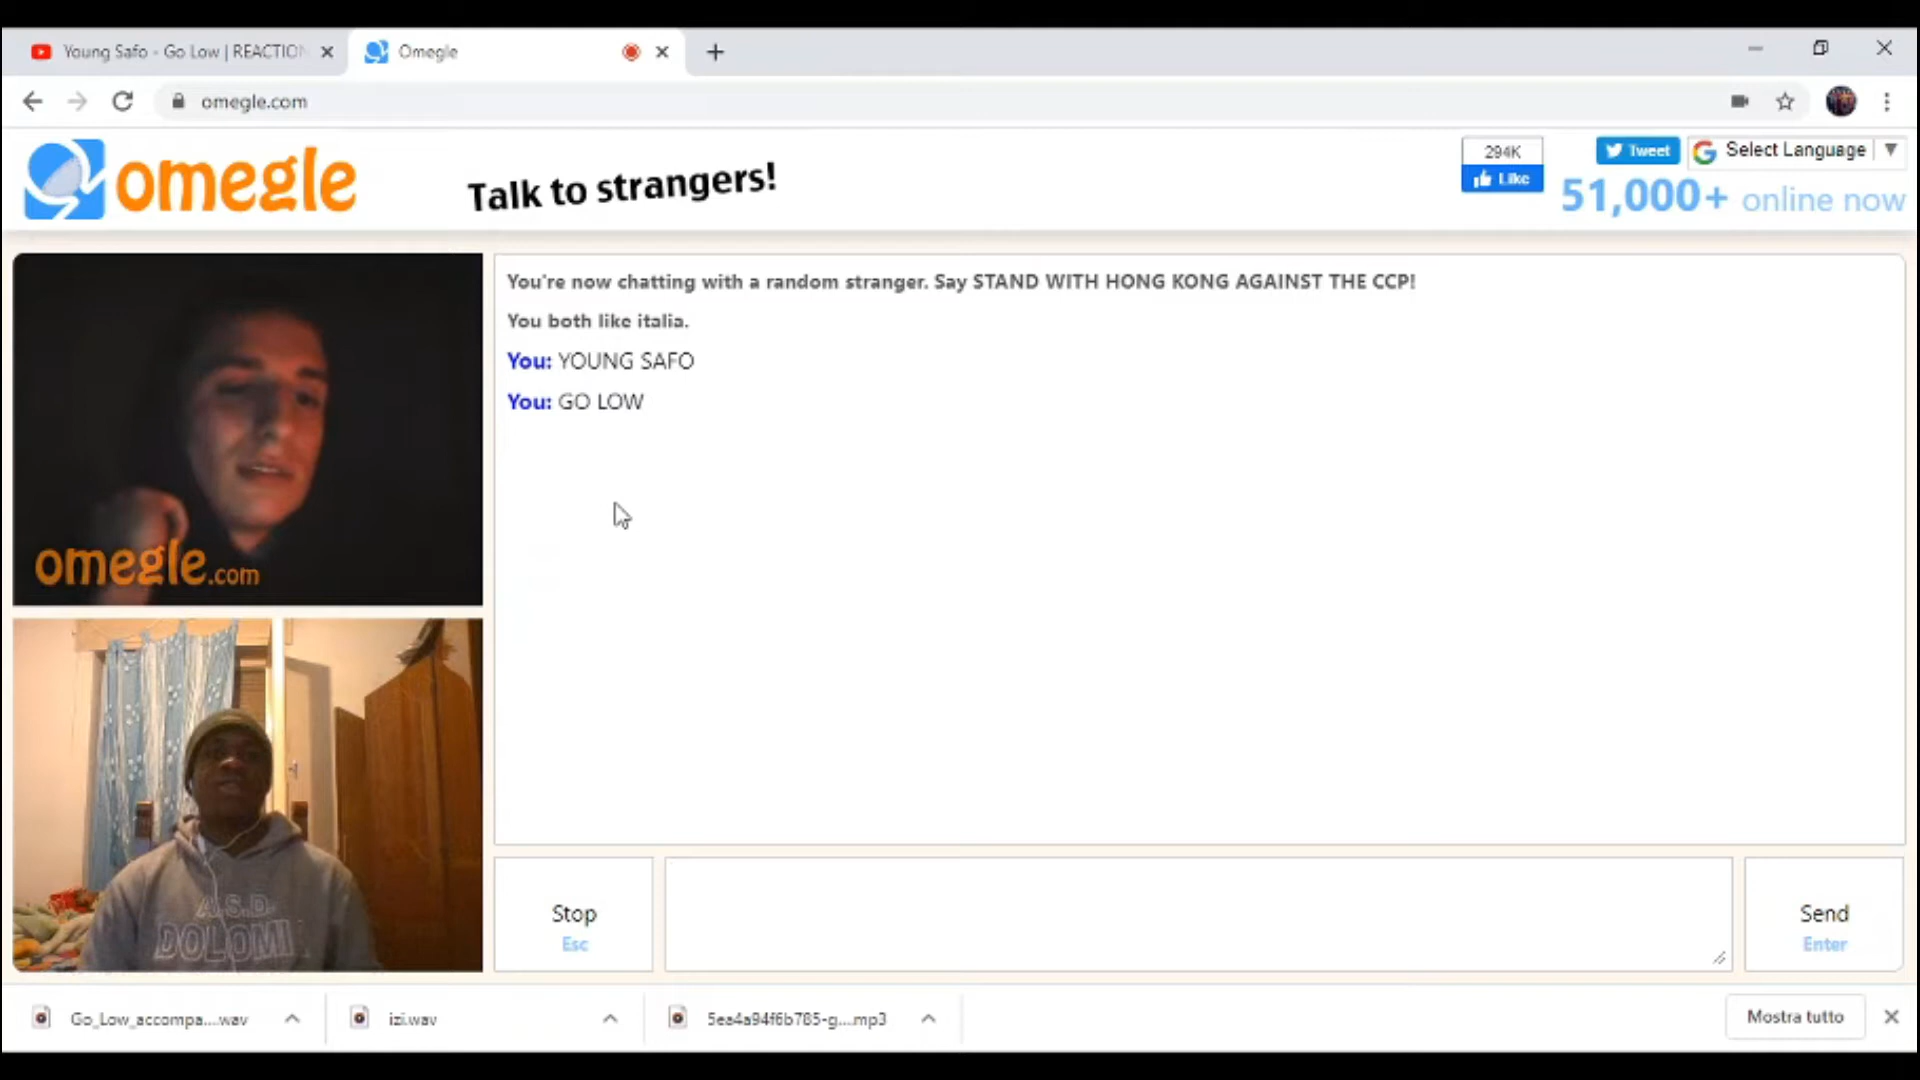 Young Safo - Go Low | REACTION
Omegle
omegle.com
omegle
Talk to strangers!
294K
Like
Tweet
Select Language
51,000+ online now
You're now chatting with a random stranger. Say STAND WITH HONG KONG AGAINST THE CCP!
You both like italia.
You: YOUNG SAFO
You: GO LOW
omegle.com
A.S.D.
DOLOMI
Stop
Esc
Send
Enter
Go_Low_accompa....wav
izi.wav
5ea4a94f6b785-g....mp3
Mostra tutto